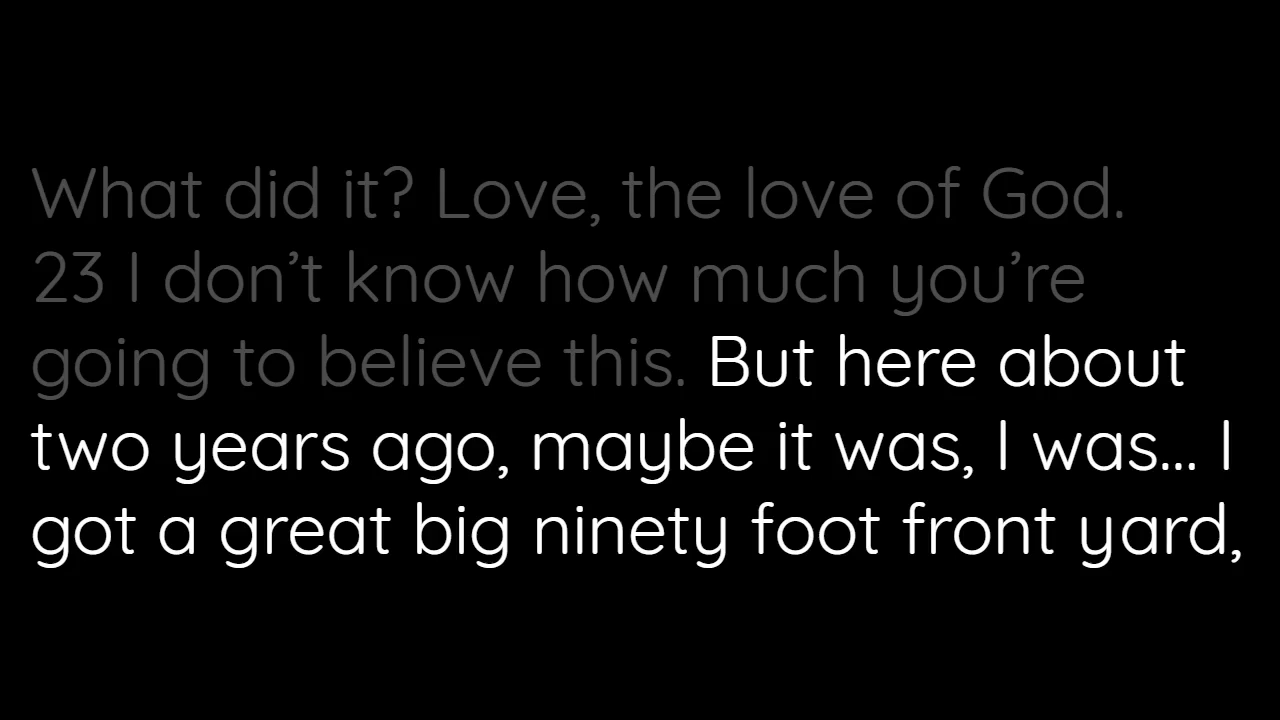 What did it? Love, the love of God.
23 I don’t know how much you’re
going to believe this. But here about
two years ago, maybe it was, I was... I
got a great big ninety foot front yard,